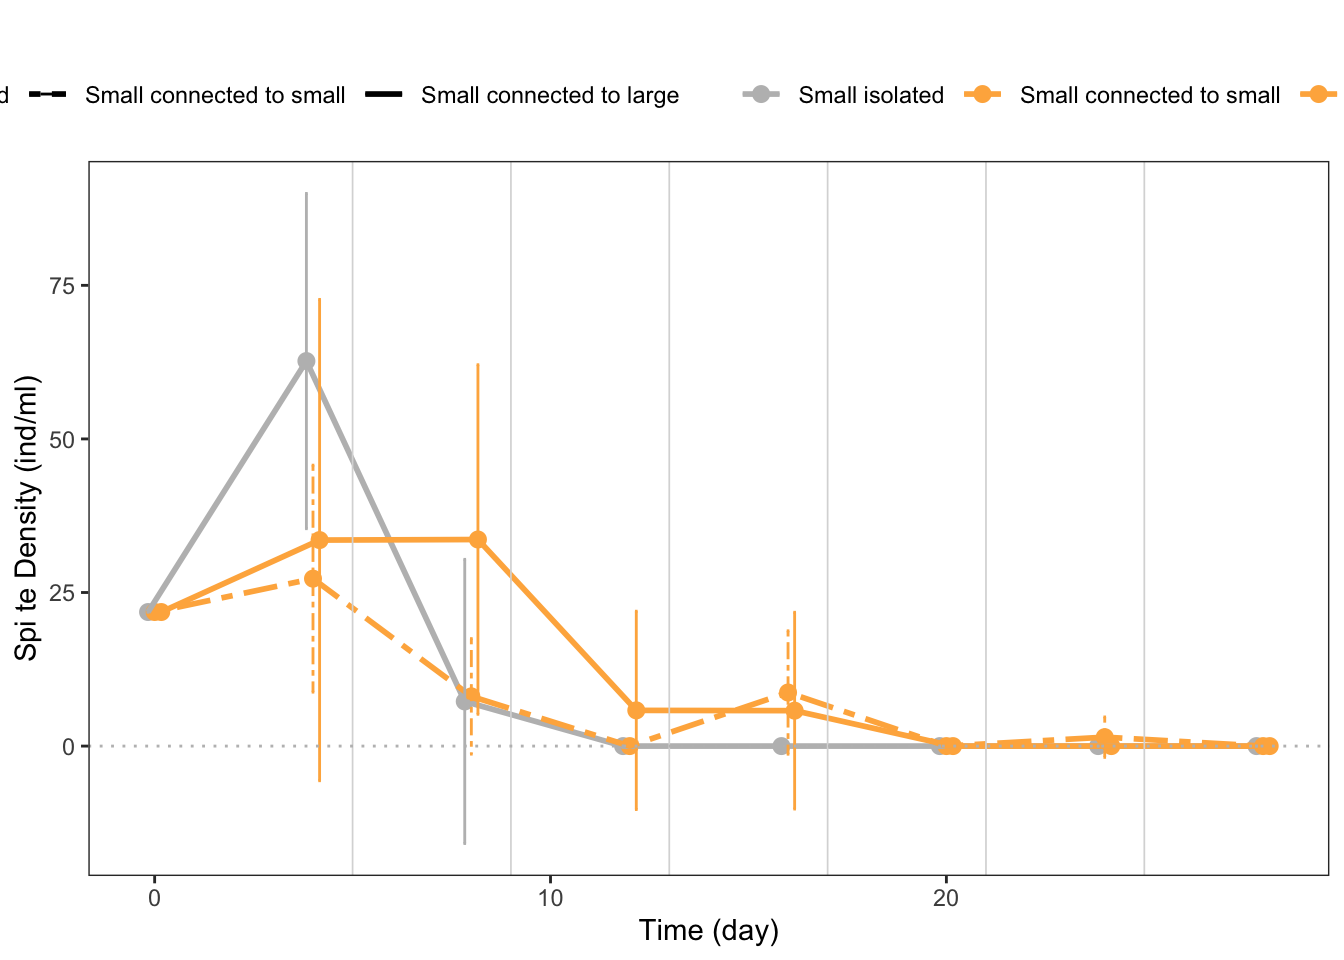 d Small connected to small Small connected to large Small isolated Small connected to small
75
50
25
0
Spi te Density (ind/ml)
0 10 20
Time (day)